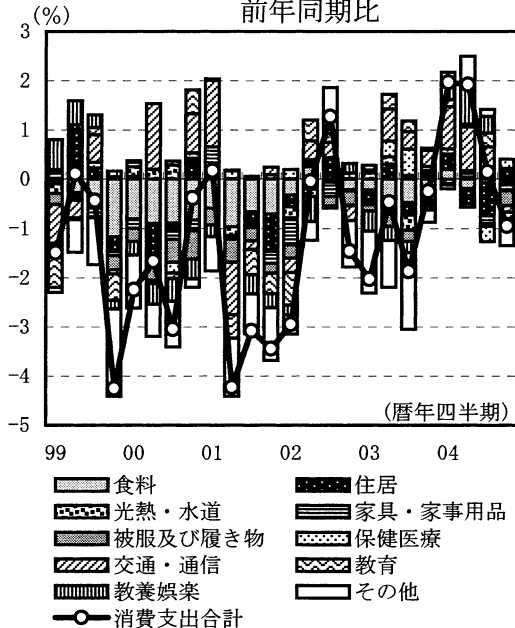 前年同期比
(%)
3
2
1
0
-1
-2
-3
-4
-5
(暦年四半期)
99 00 01 02 03 04
食料 住居
光熱・水道 家具・家事用品
被服及び履き物 保健医療
交通・通信 教育
教養娯楽 その他
消費支出合計